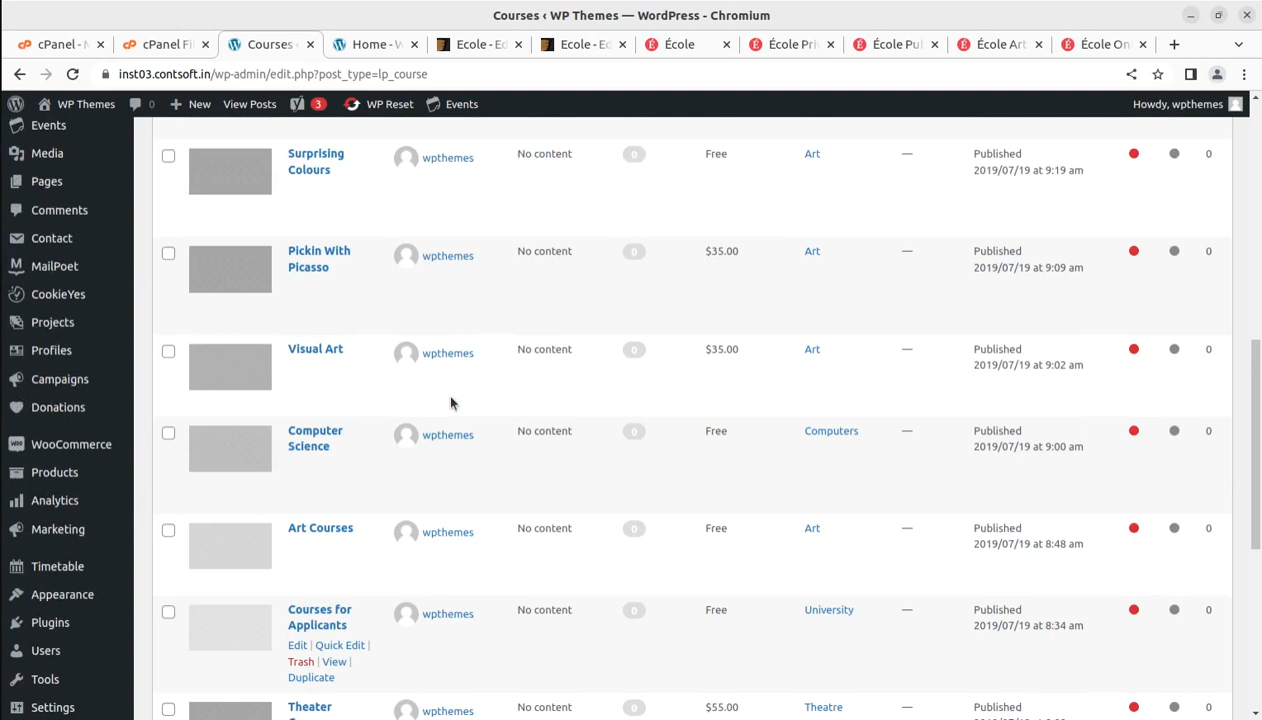 Courses ‹ WP Themes — WordPress - Chromium
cPanel - M
cPanel Fi
Courses ‹
Home - W
Ecole - Ed
Ecole - Ed
École
École Pri
École Pu
École Art
École On
inst03.contsoft.in/wp-admin/edit.php?post_type=lp_course
WP Themes 0 New View Posts 3 WP Reset Events Howdy, wpthemes
Events
Media
Pages
Comments
Contact
MailPoet
CookieYes
Projects
Profiles
Campaigns
Donations
WooCommerce
Products
Analytics
Marketing
Timetable
Appearance
Plugins
Users
Tools
Settings
Surprising Colours wpthemes No content 0 Free Art — Published 0
2019/07/19 at 9:19 am
Pickin With Picasso wpthemes No content 0 $35.00 Art — Published 0
2019/07/19 at 9:09 am
Visual Art wpthemes No content 0 $35.00 Art — Published 0
2019/07/19 at 9:02 am
Computer Science wpthemes No content 0 Free Computers — Published 0
2019/07/19 at 9:00 am
Art Courses wpthemes No content 0 Free Art — Published 0
2019/07/19 at 8:48 am
Courses for Applicants wpthemes No content 0 Free University — Published 0
2019/07/19 at 8:34 am
Edit | Quick Edit |
Trash | View |
Duplicate
Theater wpthemes No content 0 $55.00 Theatre — Published 0